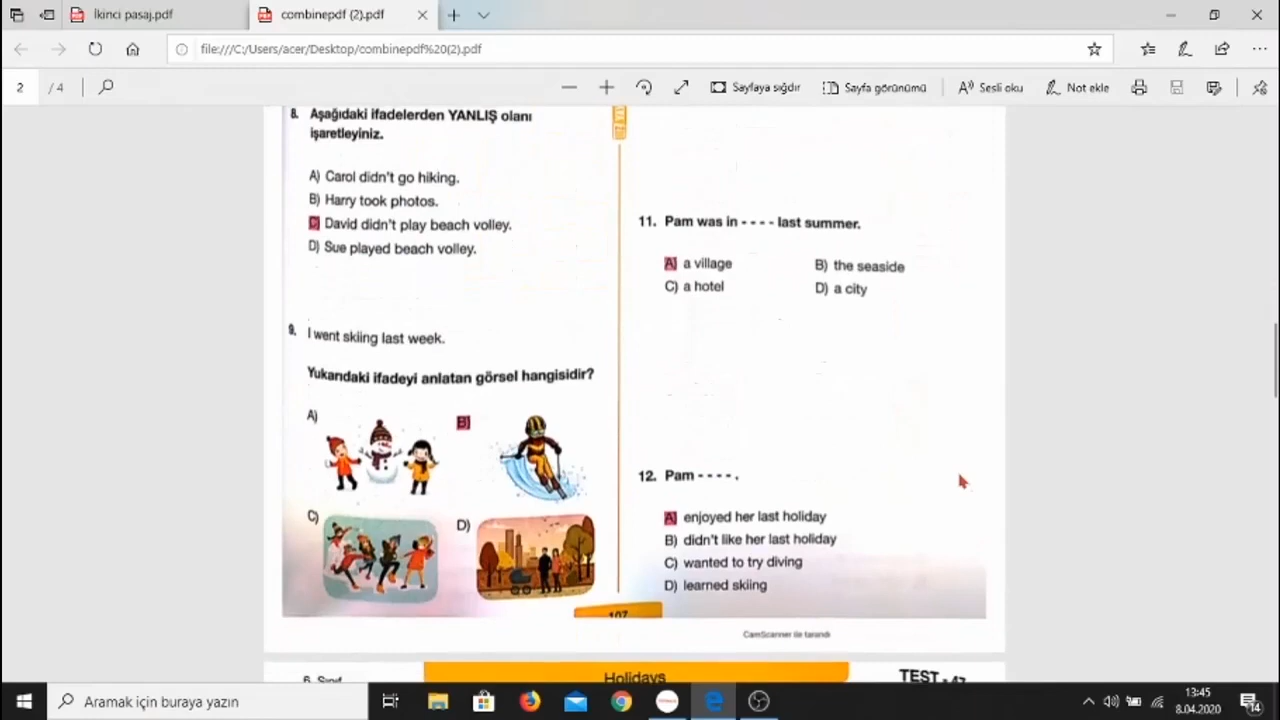 İkinci pasaj.pdf
combinepdf (2).pdf
file:///C:/Users/acer/Desktop/combinepdf%20(2).pdf
2 / 4
Sayfaya sığdır
Sayfa görünümü
Sesli oku
Not ekle
8. Aşağıdaki ifadelerden YANLIŞ olanı
işaretleyiniz.
A) Carol didn't go hiking.
B) Harry took photos.
C) David didn't play beach volley.
D) Sue played beach volley.
9. I went skiing last week.
Yukarıdaki ifadeyi anlatan görsel hangisidir?
A)
B)
C)
D)
107
11. Pam was in - - - - last summer.
A) a village
B) the seaside
C) a hotel
D) a city
12. Pam - - - - .
A) enjoyed her last holiday
B) didn't like her last holiday
C) wanted to try diving
D) learned skiing
CamScanner ile tarandı
6. Sınıf
Holidays
TEST - 47
Aramak için buraya yazın
13:45
8.04.2020
14